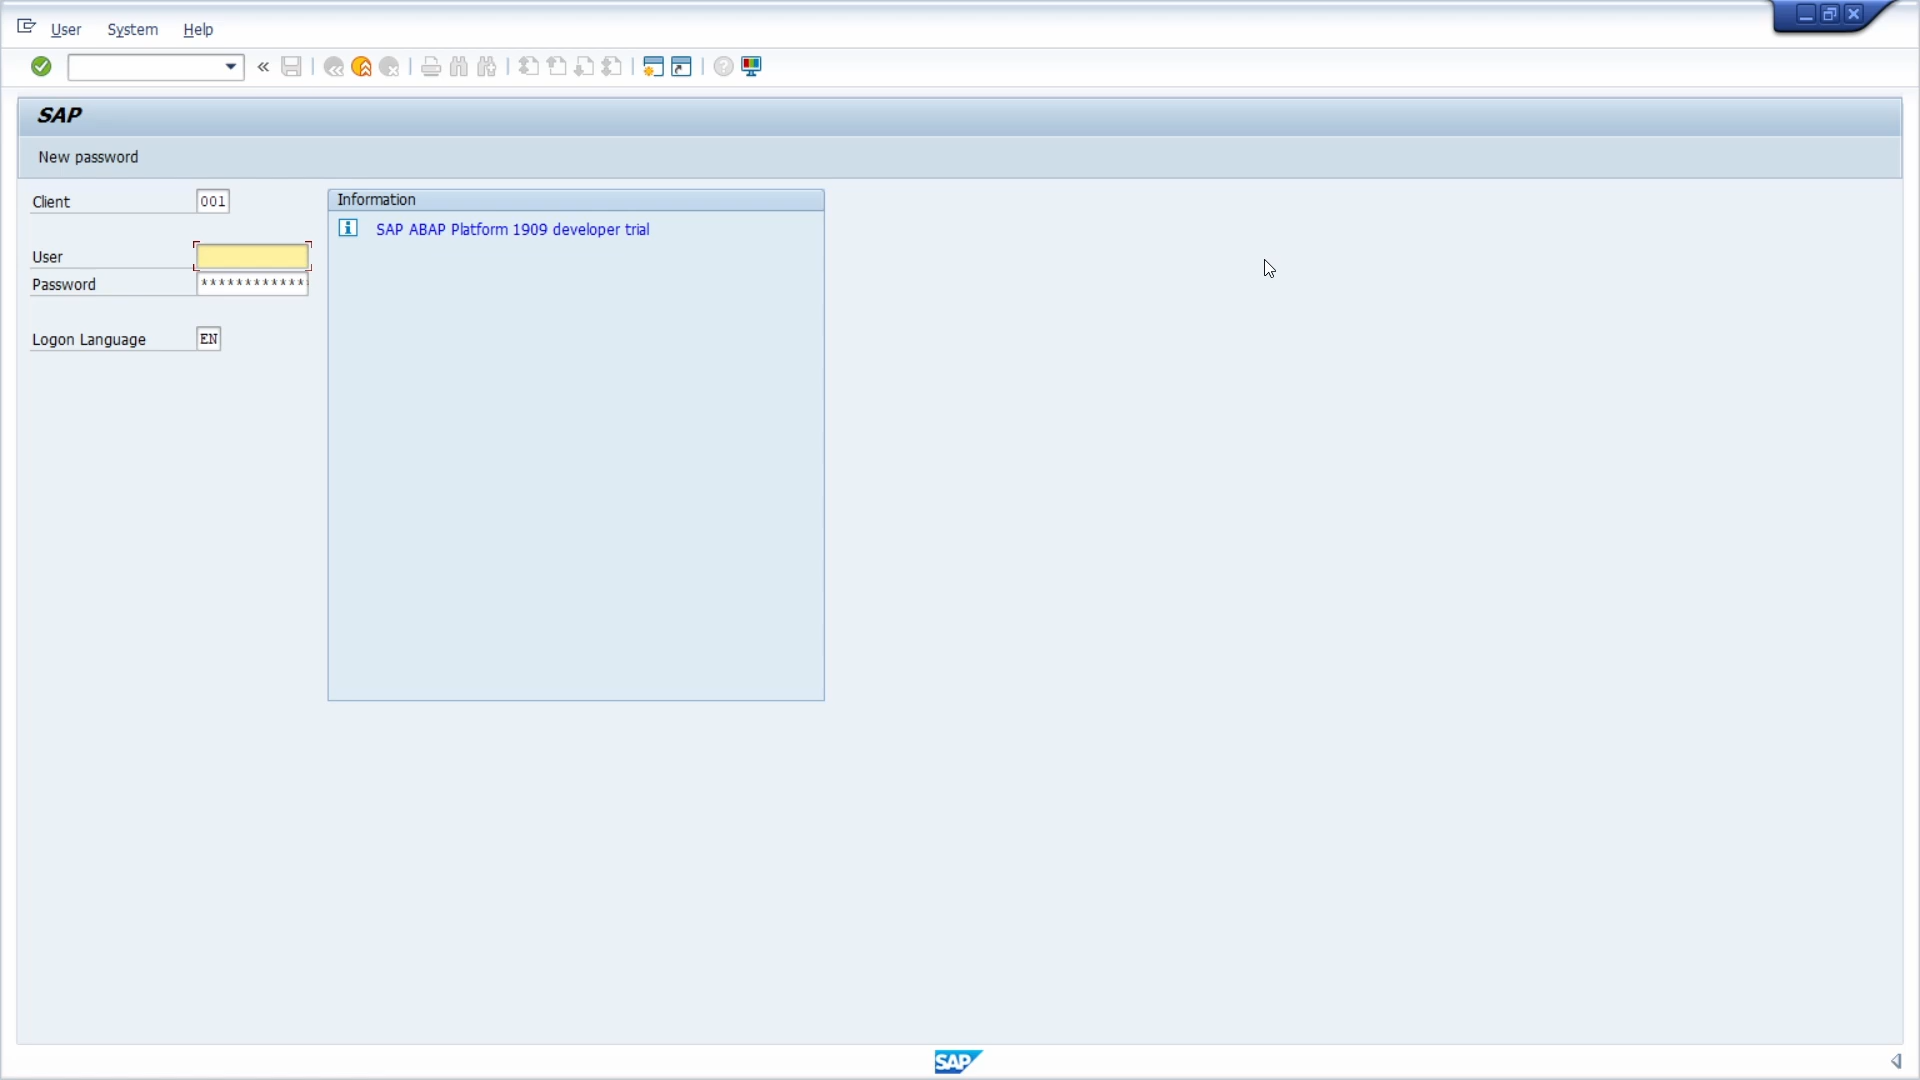 User System Help
SAP
New password
Client 001
Information
SAP ABAP Platform 1909 developer trial
User
Password ************
Logon Language EN
SAP